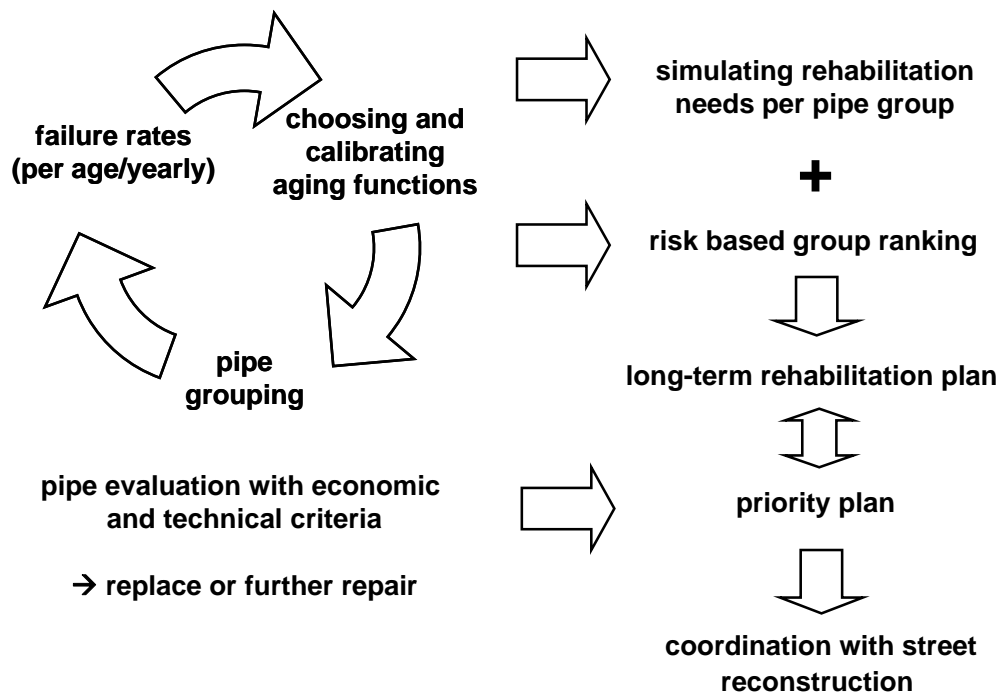 failure rates
(per age/yearly)
choosing and
calibrating
aging functions
pipe
grouping
simulating rehabilitation
needs per pipe group
+
risk based group ranking
long-term rehabilitation plan
pipe evaluation with economic
and technical criteria
→ replace or further repair
priority plan
coordination with street
reconstruction